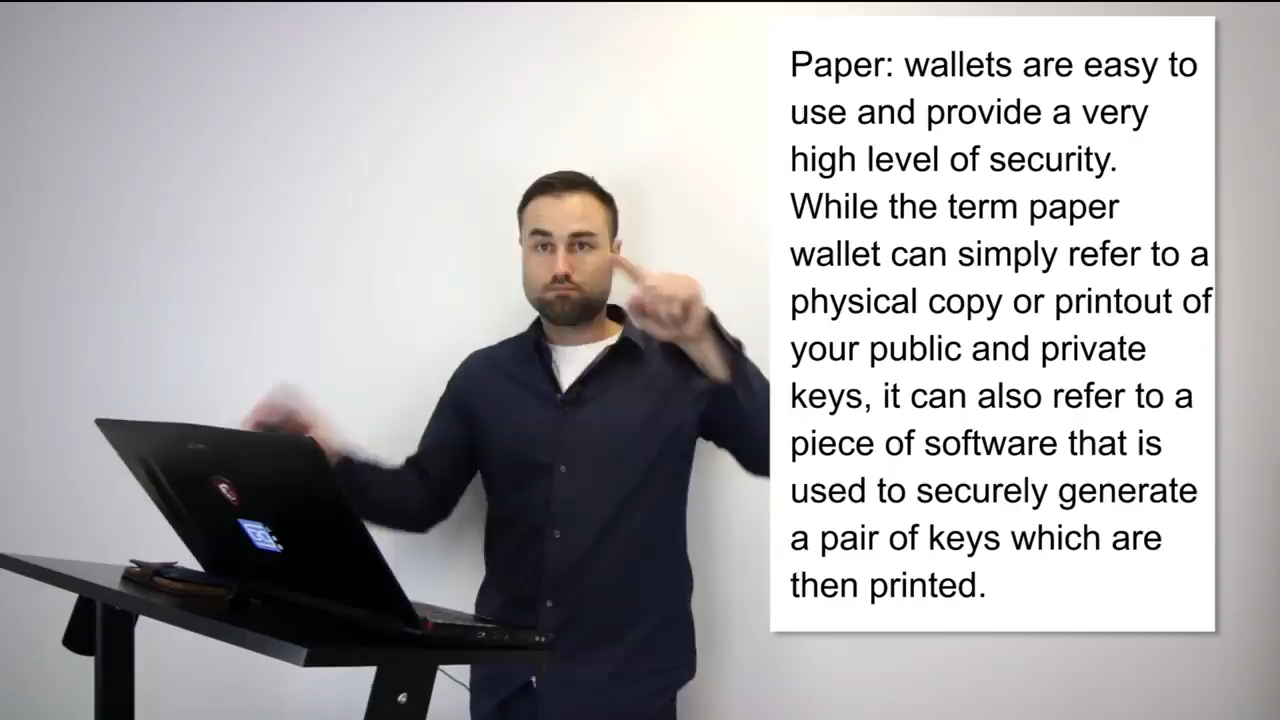 Paper: wallets are easy to
use and provide a very
high level of security.
While the term paper
wallet can simply refer to a
physical copy or printout of
your public and private
keys, it can also refer to a
piece of software that is
used to securely generate
a pair of keys which are
then printed.